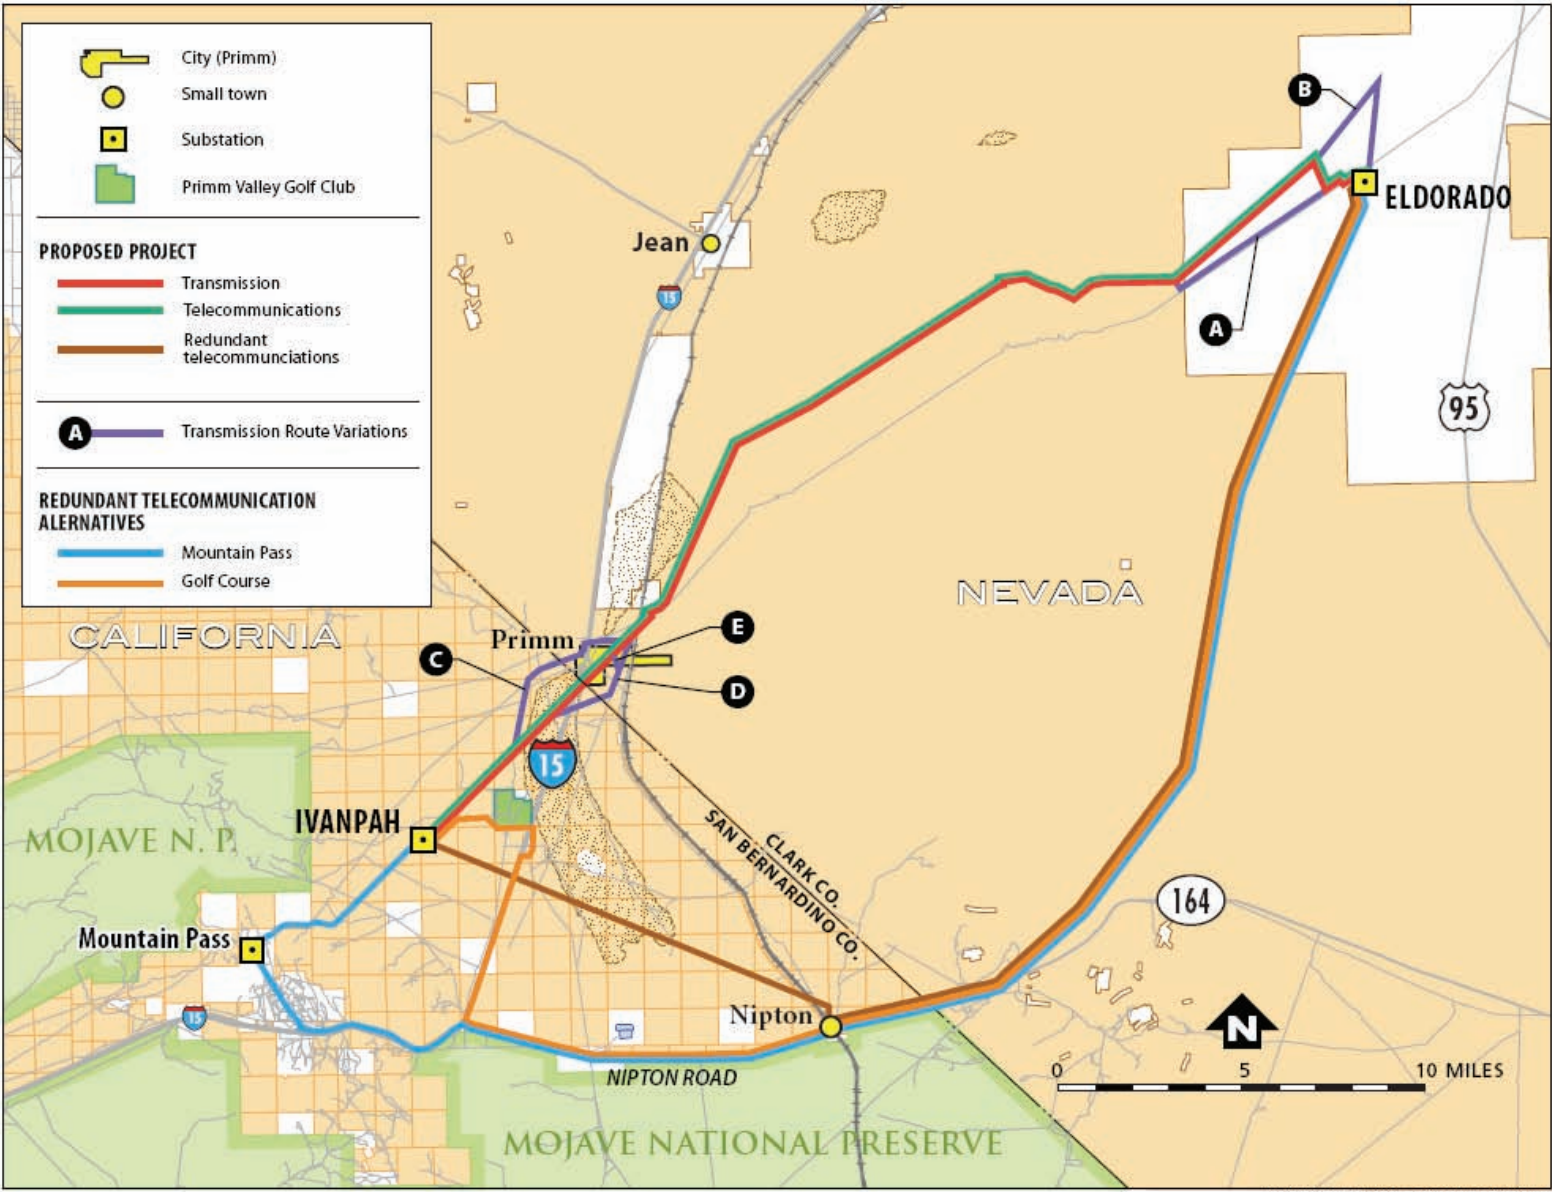 City (Primm)
Small town
Substation
Primm Valley Golf Club
PROPOSED PROJECT
Transmission
Telecommunications
Redundant
telecommunciations
A
Transmission Route Variations
REDUNDANT TELECOMMUNICATION
ALERNATIVES
Mountain Pass
Golf Course
B
ELDORADO
Jean
15
A
95
NEVADA
CALIFORNIA
Primm
E
C
D
15
IVANPAH
MOJAVE N. P.
CLARK CO.
SAN BERNARDINO CO.
164
Mountain Pass
15
Nipton
N
NIPTON ROAD
0 5 10 MILES
MOJAVE NATIONAL PRESERVE